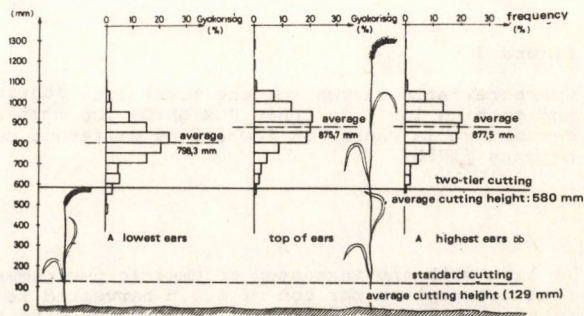 (mm) 0 10 20 30 Gyakoriság (%) 0 10 20 30 Gyakoriság (%) 0 10 20 30 frequency (%)
1300
1200
1100
1000
900
average
798,3 mm
average
875,7 mm
average
877,5 mm
800
700
600
two-tier cutting
500
average cutting height: 580 mm
400
A lowest ears
top of ears
A highest ears bb
300
200
standard cutting
100
average cutting height (129 mm)
0